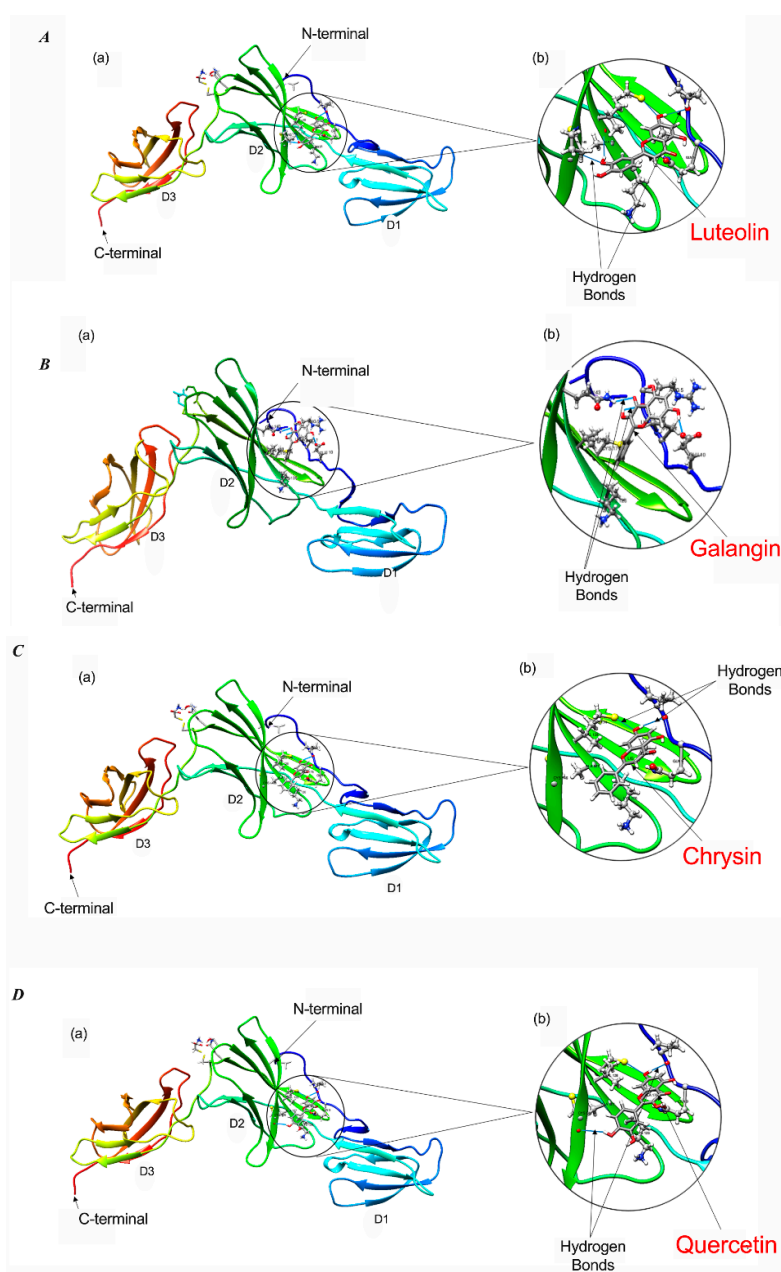 A
(a)
N-terminal
(b)
D2
D3
D1
C-terminal
Luteolin
Hydrogen
Bonds
(a)
(b)
B
N-terminal
D2
D3
D1
C-terminal
Galangin
Hydrogen
Bonds
C
(a)
(b)
Hydrogen
Bonds
N-terminal
D2
D3
D1
Chrysin
C-terminal
D
(a)
N-terminal
(b)
D2
D3
D1
C-terminal
Hydrogen
Bonds
Quercetin